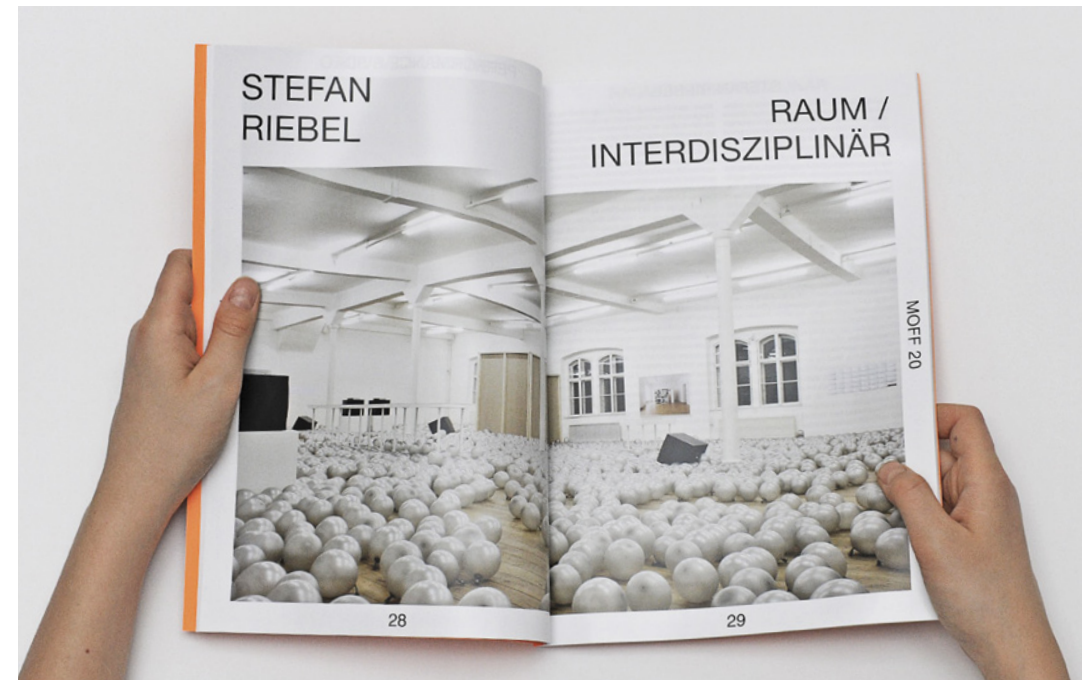 STEFAN
RIEBEL
RAUM /
INTERDISZIPLINÄR
MOFF 20
28
29